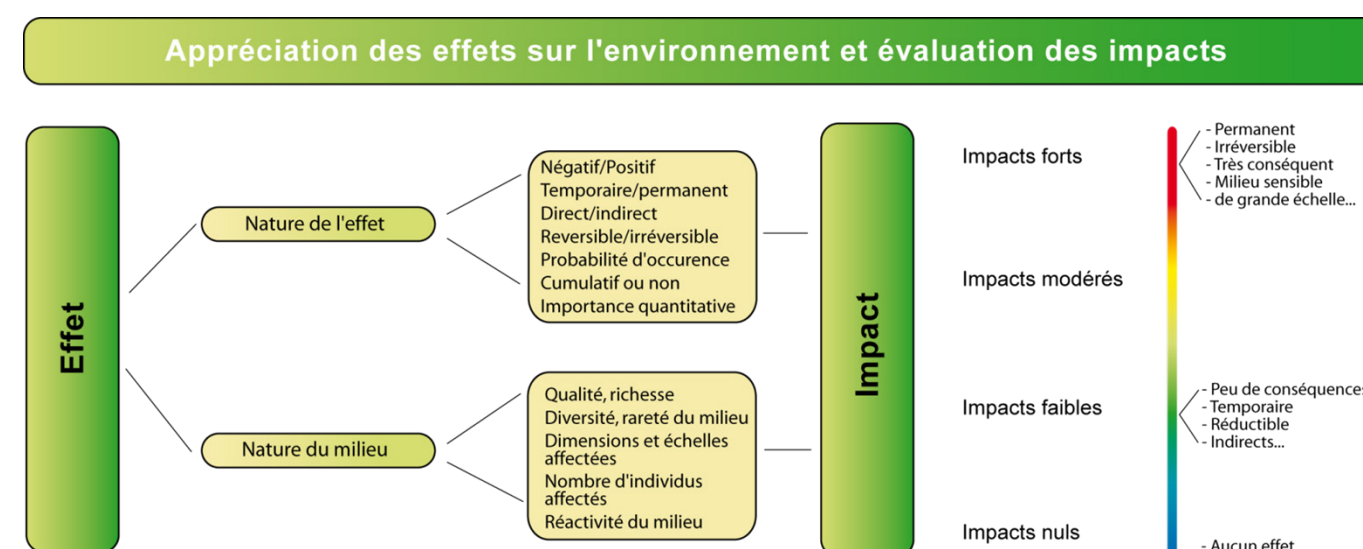 Appréciation des effets sur l'environnement et évaluation des impacts
Effet
Nature de l'effet
Négatif/Positif
Temporaire/permanent
Direct/indirect
Reversible/irréversible
Probabilité d'occurence
Cumulatif ou non
Importance quantitative
Nature du milieu
Qualité, richesse
Diversité, rareté du milieu
Dimensions et échelles
affectées
Nombre d'individus
affectés
Réactivité du milieu
Impact
Impacts forts
- Permanent
- Irréversible
- Très conséquent
- Milieu sensible
- de grande échelle...
Impacts modérés
Impacts faibles
- Peu de conséquences
- Temporaire
- Réductible
- Indirects...
Impacts nuls
- Aucun effet